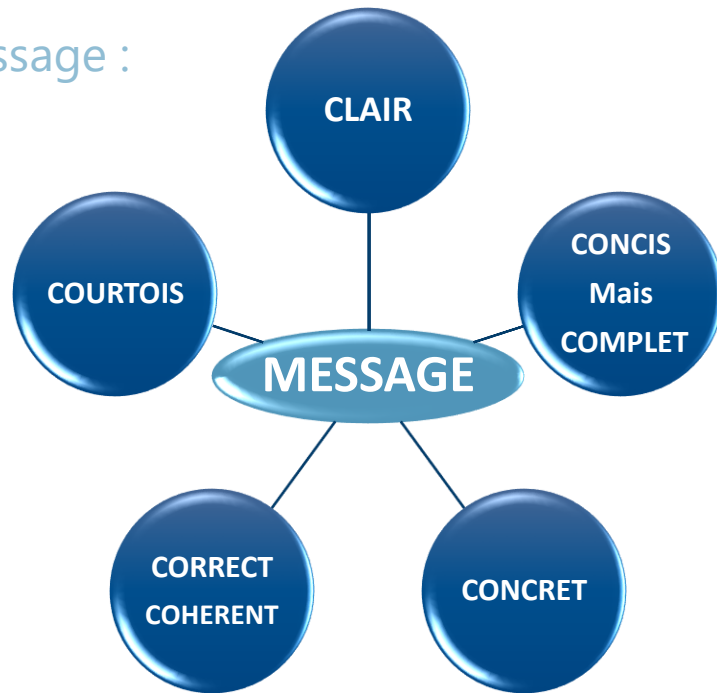 ssage :
CLAIR
COURTOIS
CONCIS
Mais
COMPLET
MESSAGE
CORRECT
COHERENT
CONCRET